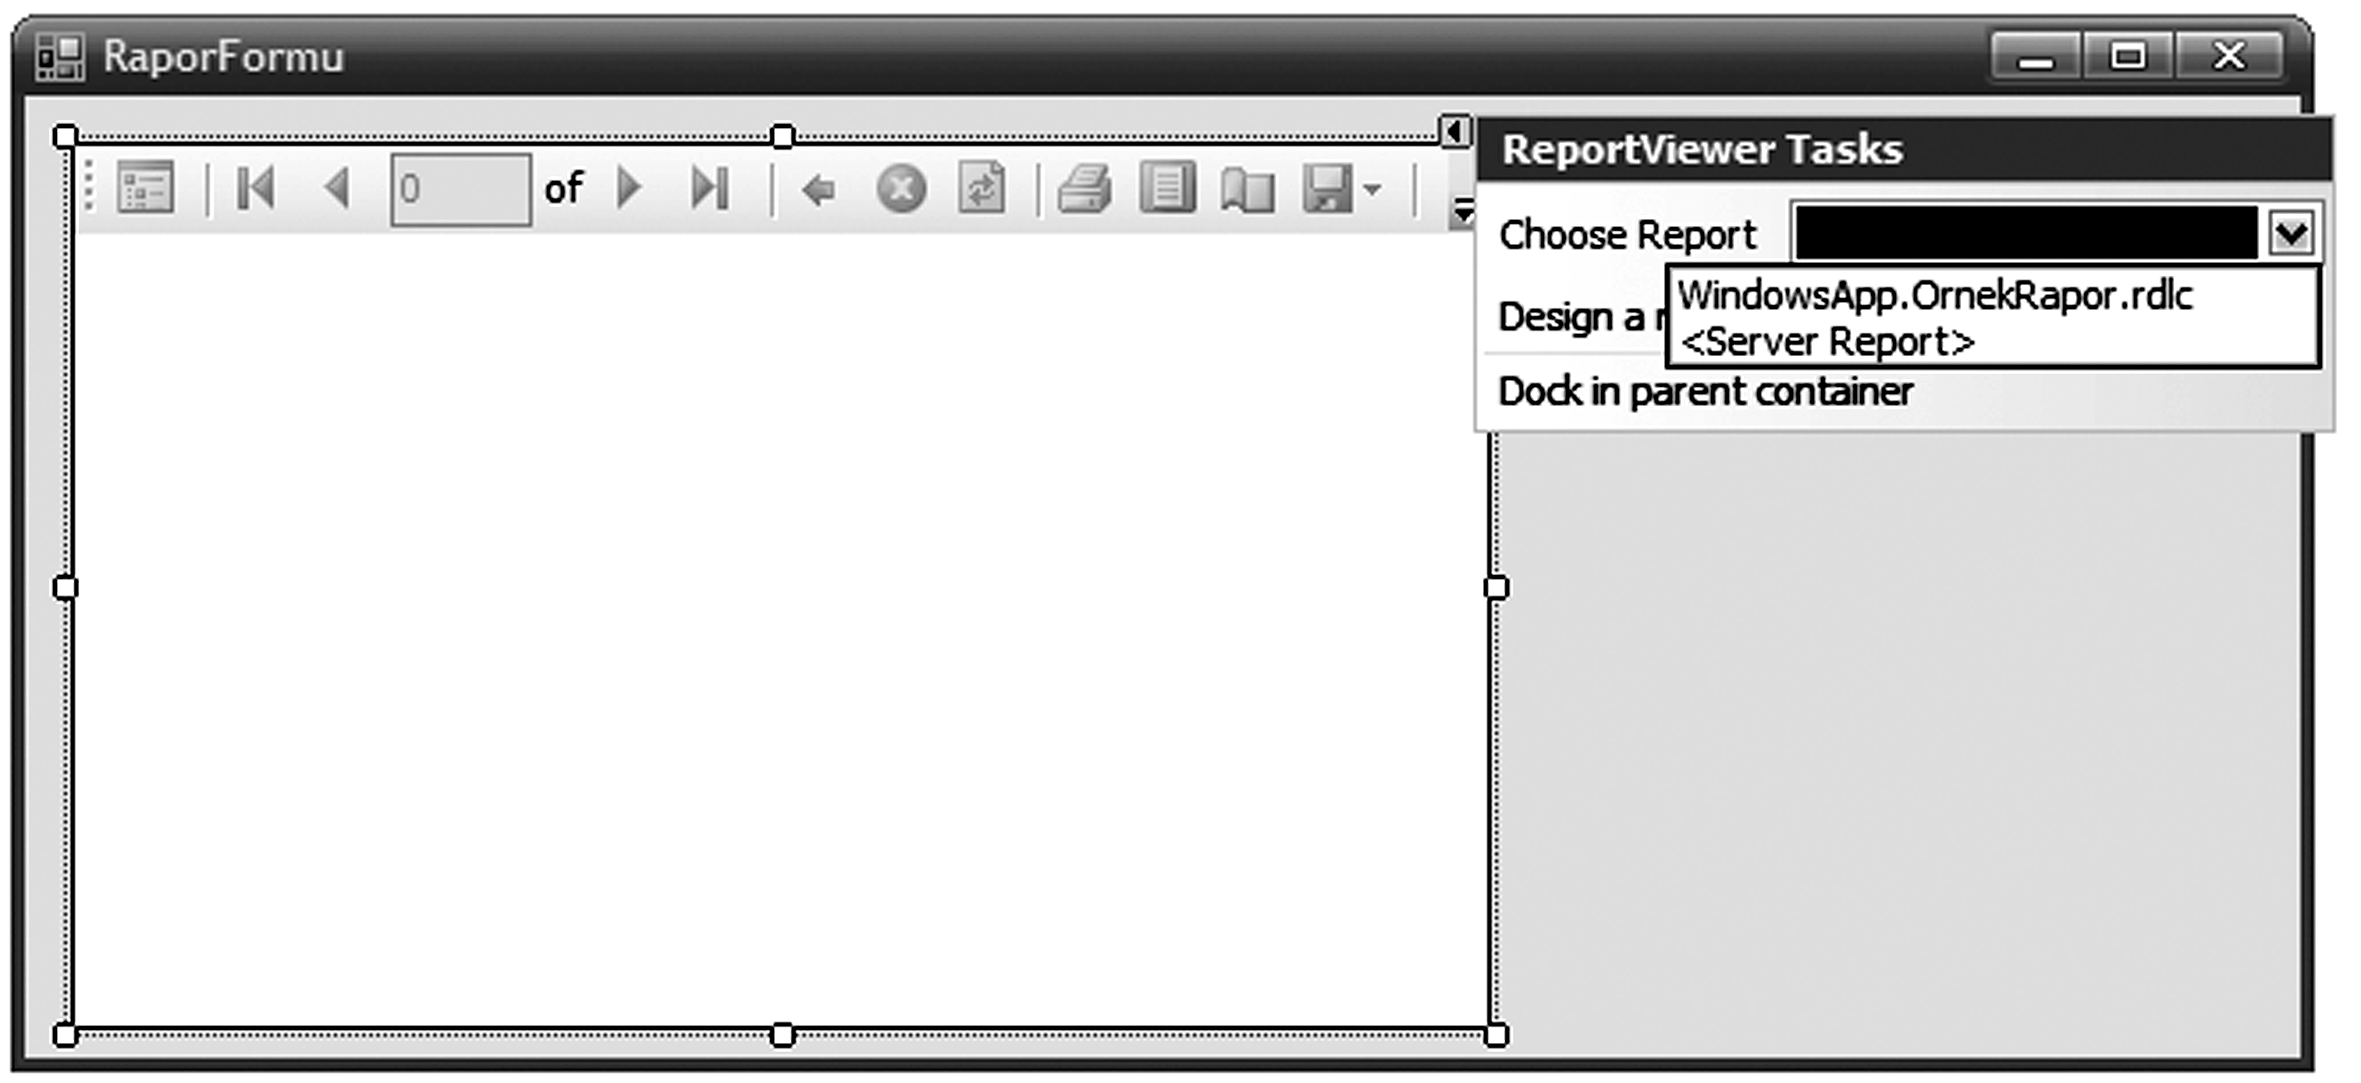 RaporFormu
0 of
ReportViewer Tasks
Choose Report
WindowsApp.OrnekRapor.rdlc
<Server Report>
Design a
Dock in parent container